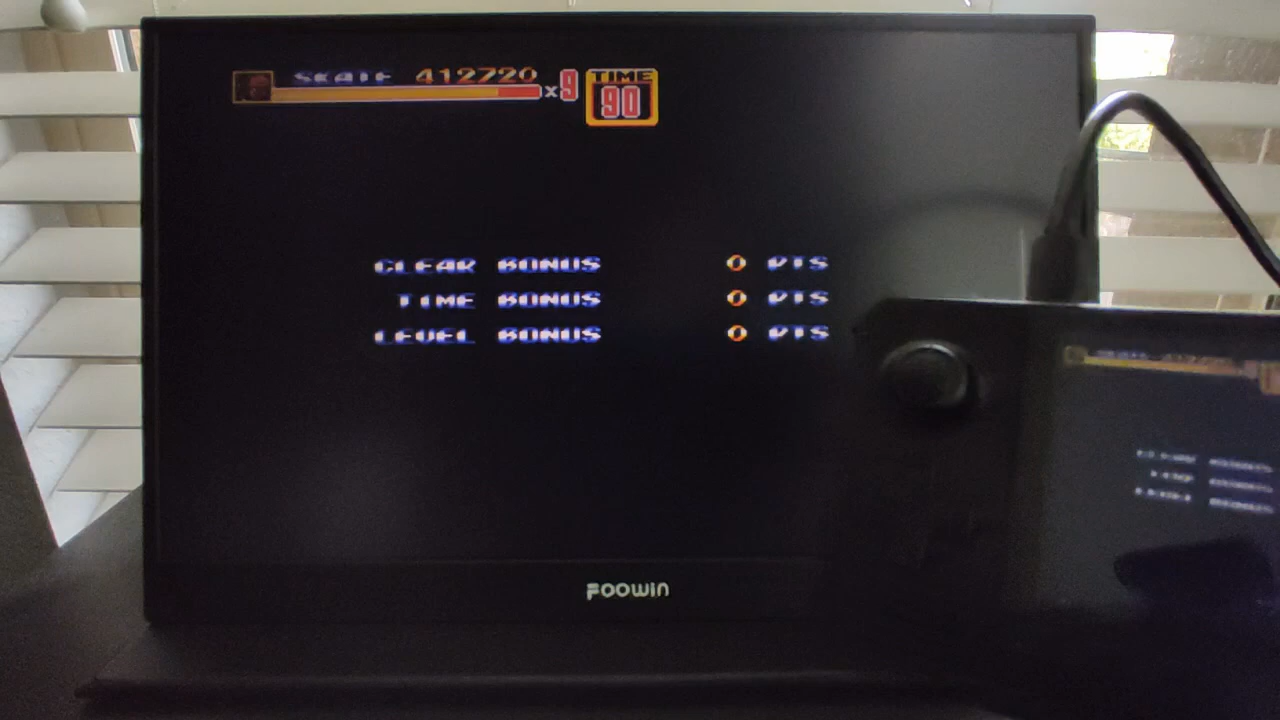 SKATE 412720
x9
TIME
90
CLEAR BONUS 0 PTS
TIME BONUS 0 PTS
LEVEL BONUS 0 PTS
FOOWIN